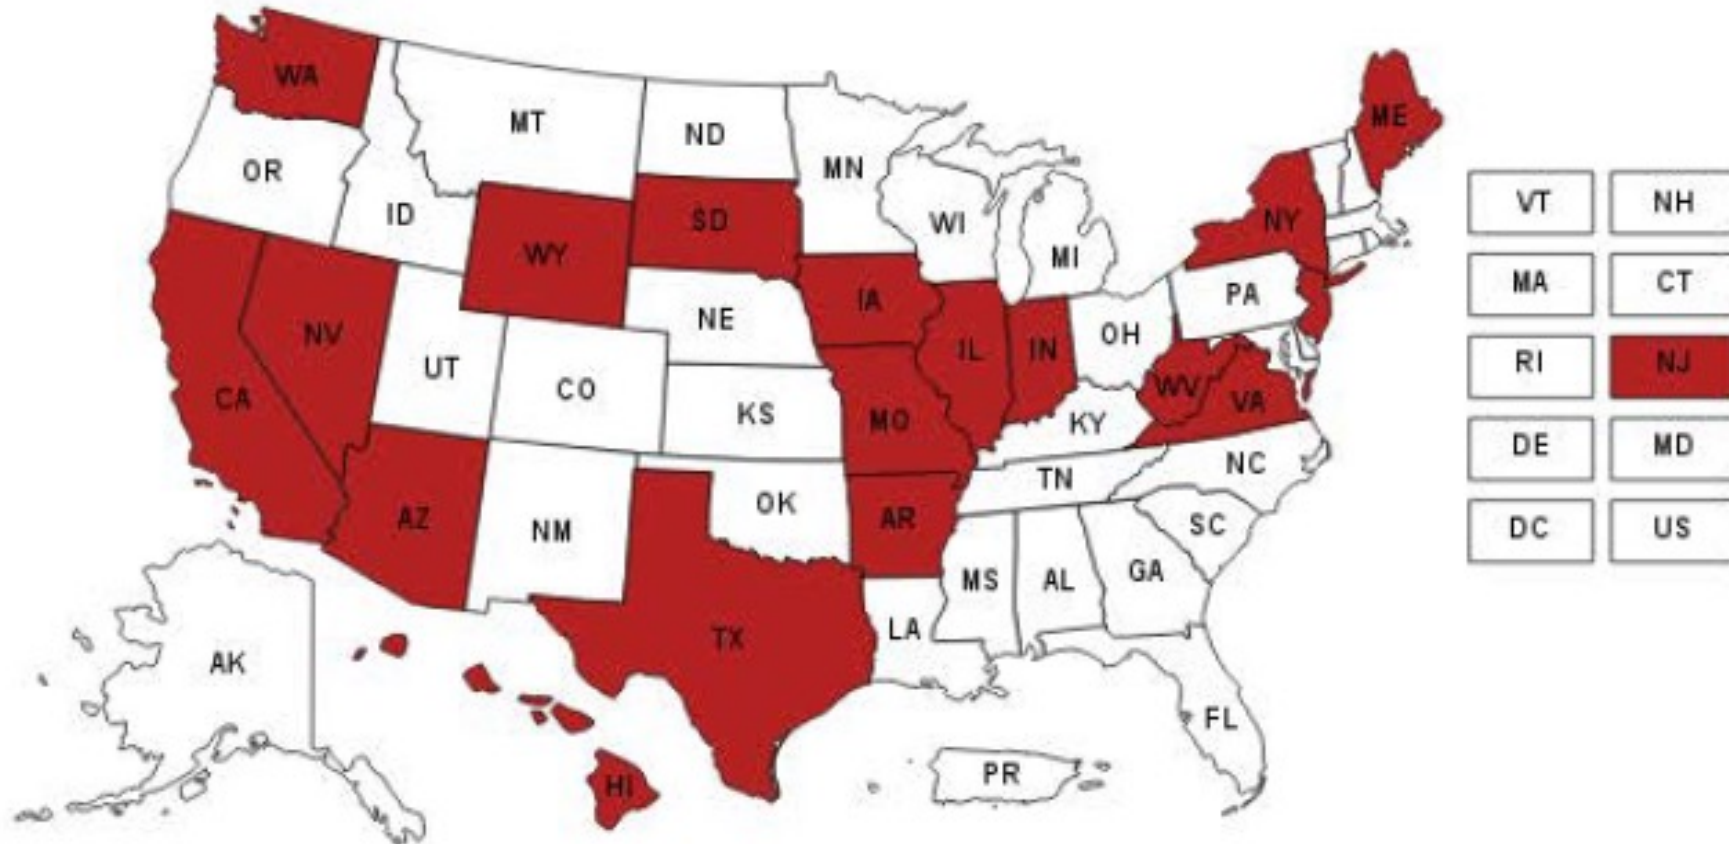 WA
ME
MT
ND
MN
OR
VT
NH
ID
SD
WI
NY
WY
MI
MA
CT
IA
PA
NE
NV
OH
IL
IN
UT
RI
NJ
CO
WV
CA
VA
KS
MO
KY
DE
MD
NC
TN
OK
AZ
AR
NM
SC
DC
US
MS
AL
GA
LA
TX
AK
FL
PR
HI